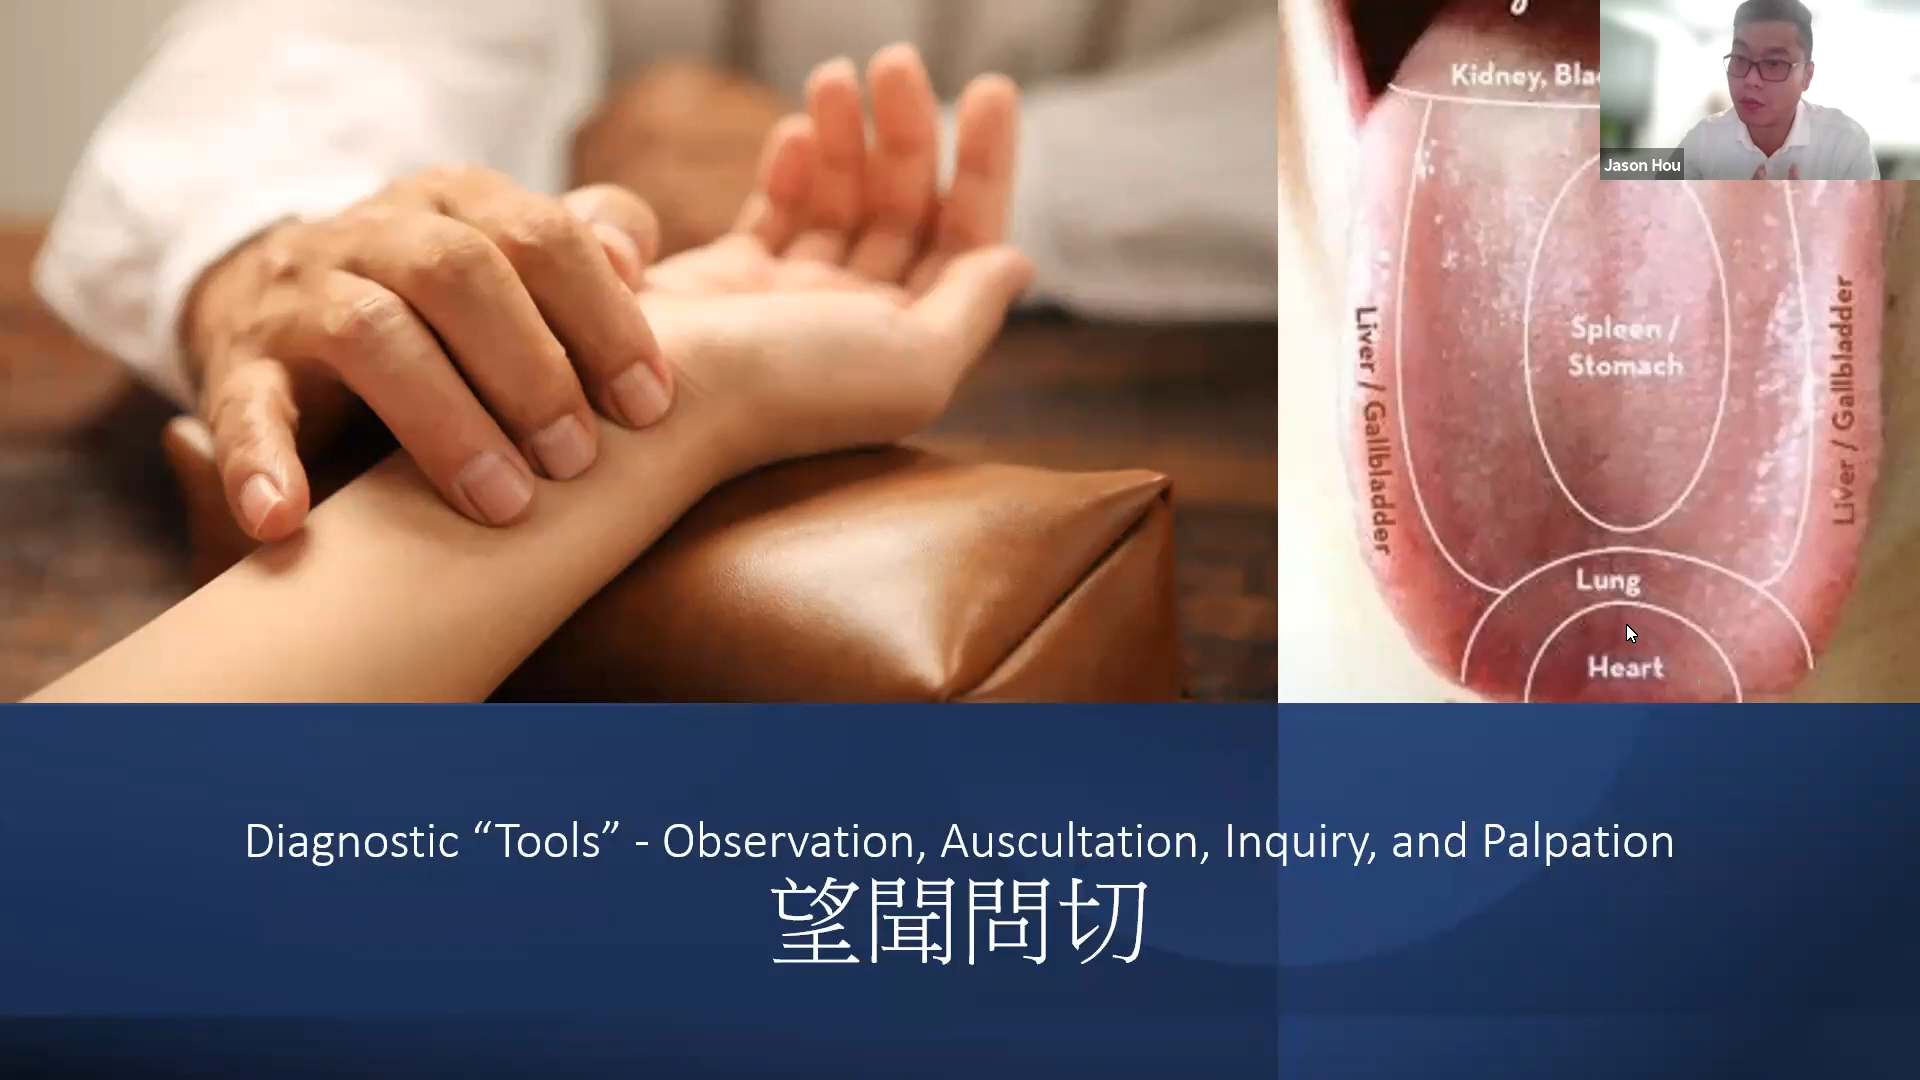 Kidney, Bla
Jason Hou
Liver / Gallbladder
Spleen /
Stomach
Liver / Gallbladder
Lung
Heart
Diagnostic “Tools” - Observation, Auscultation, Inquiry, and Palpation
望聞問切